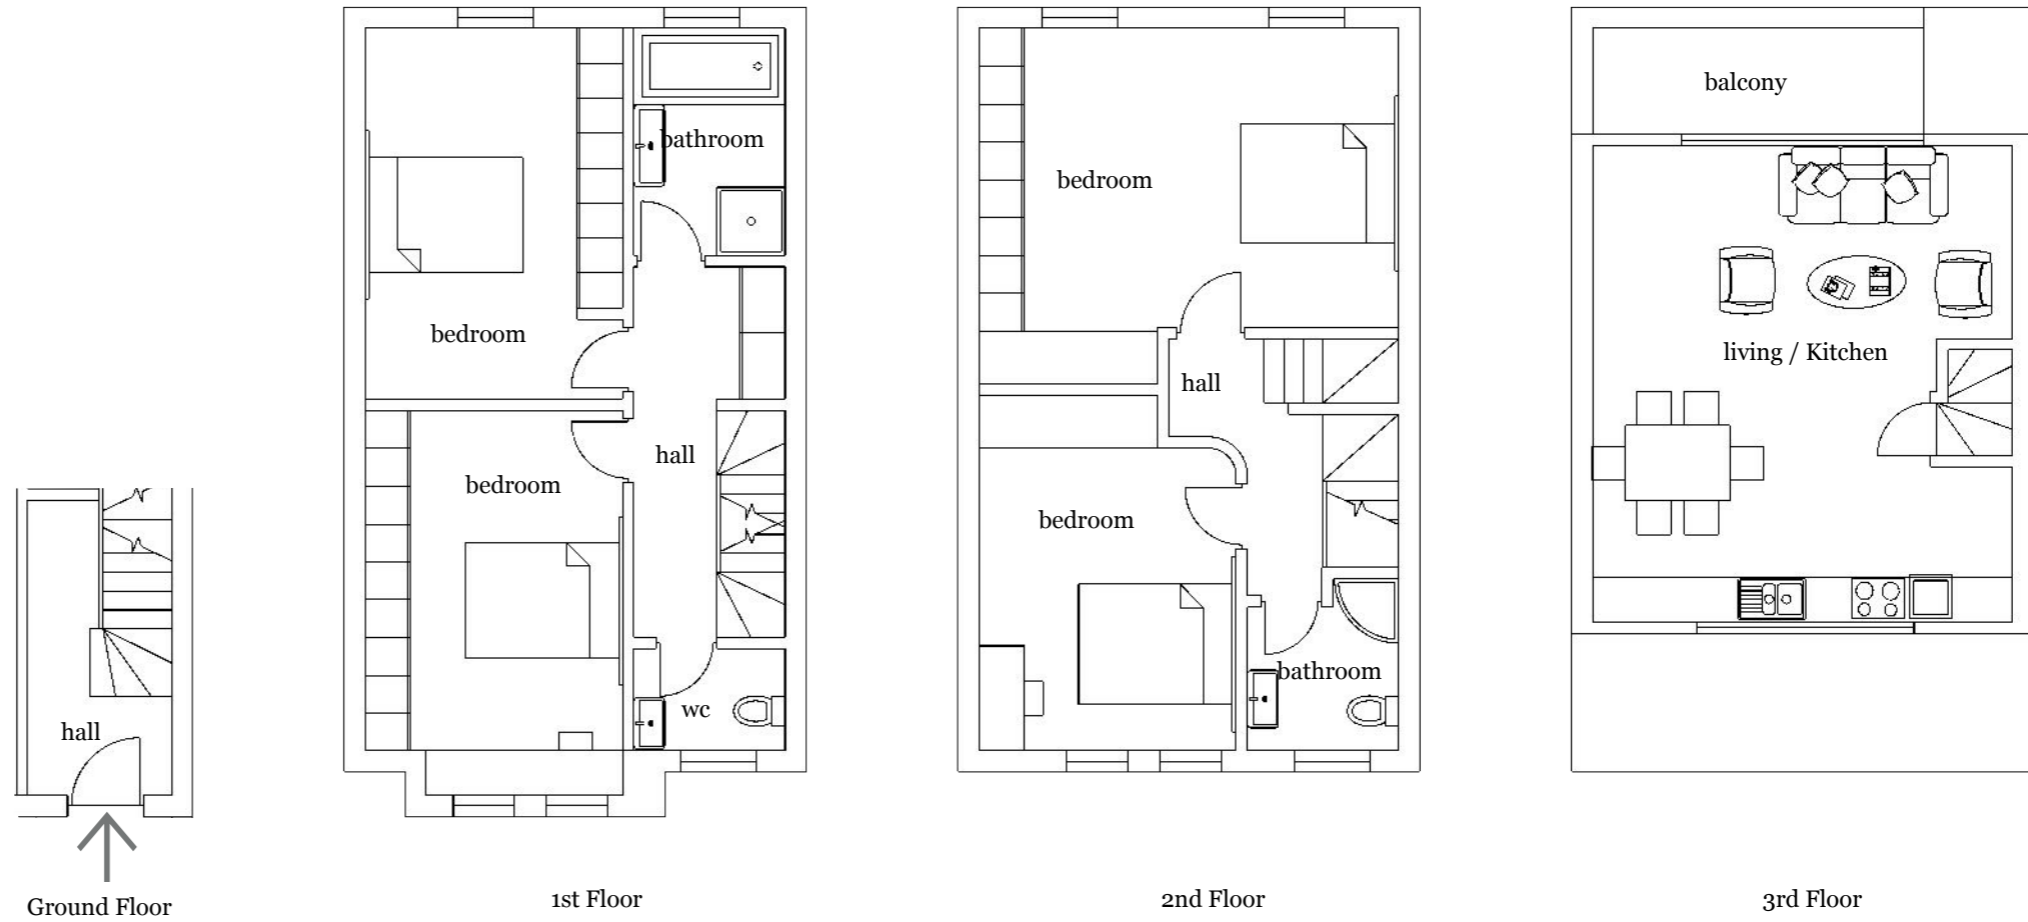 hall
Ground Floor
bathroom
bedroom
hall
bedroom
wc
1st Floor
bedroom
hall
bedroom
bathroom
2nd Floor
balcony
living / Kitchen
3rd Floor